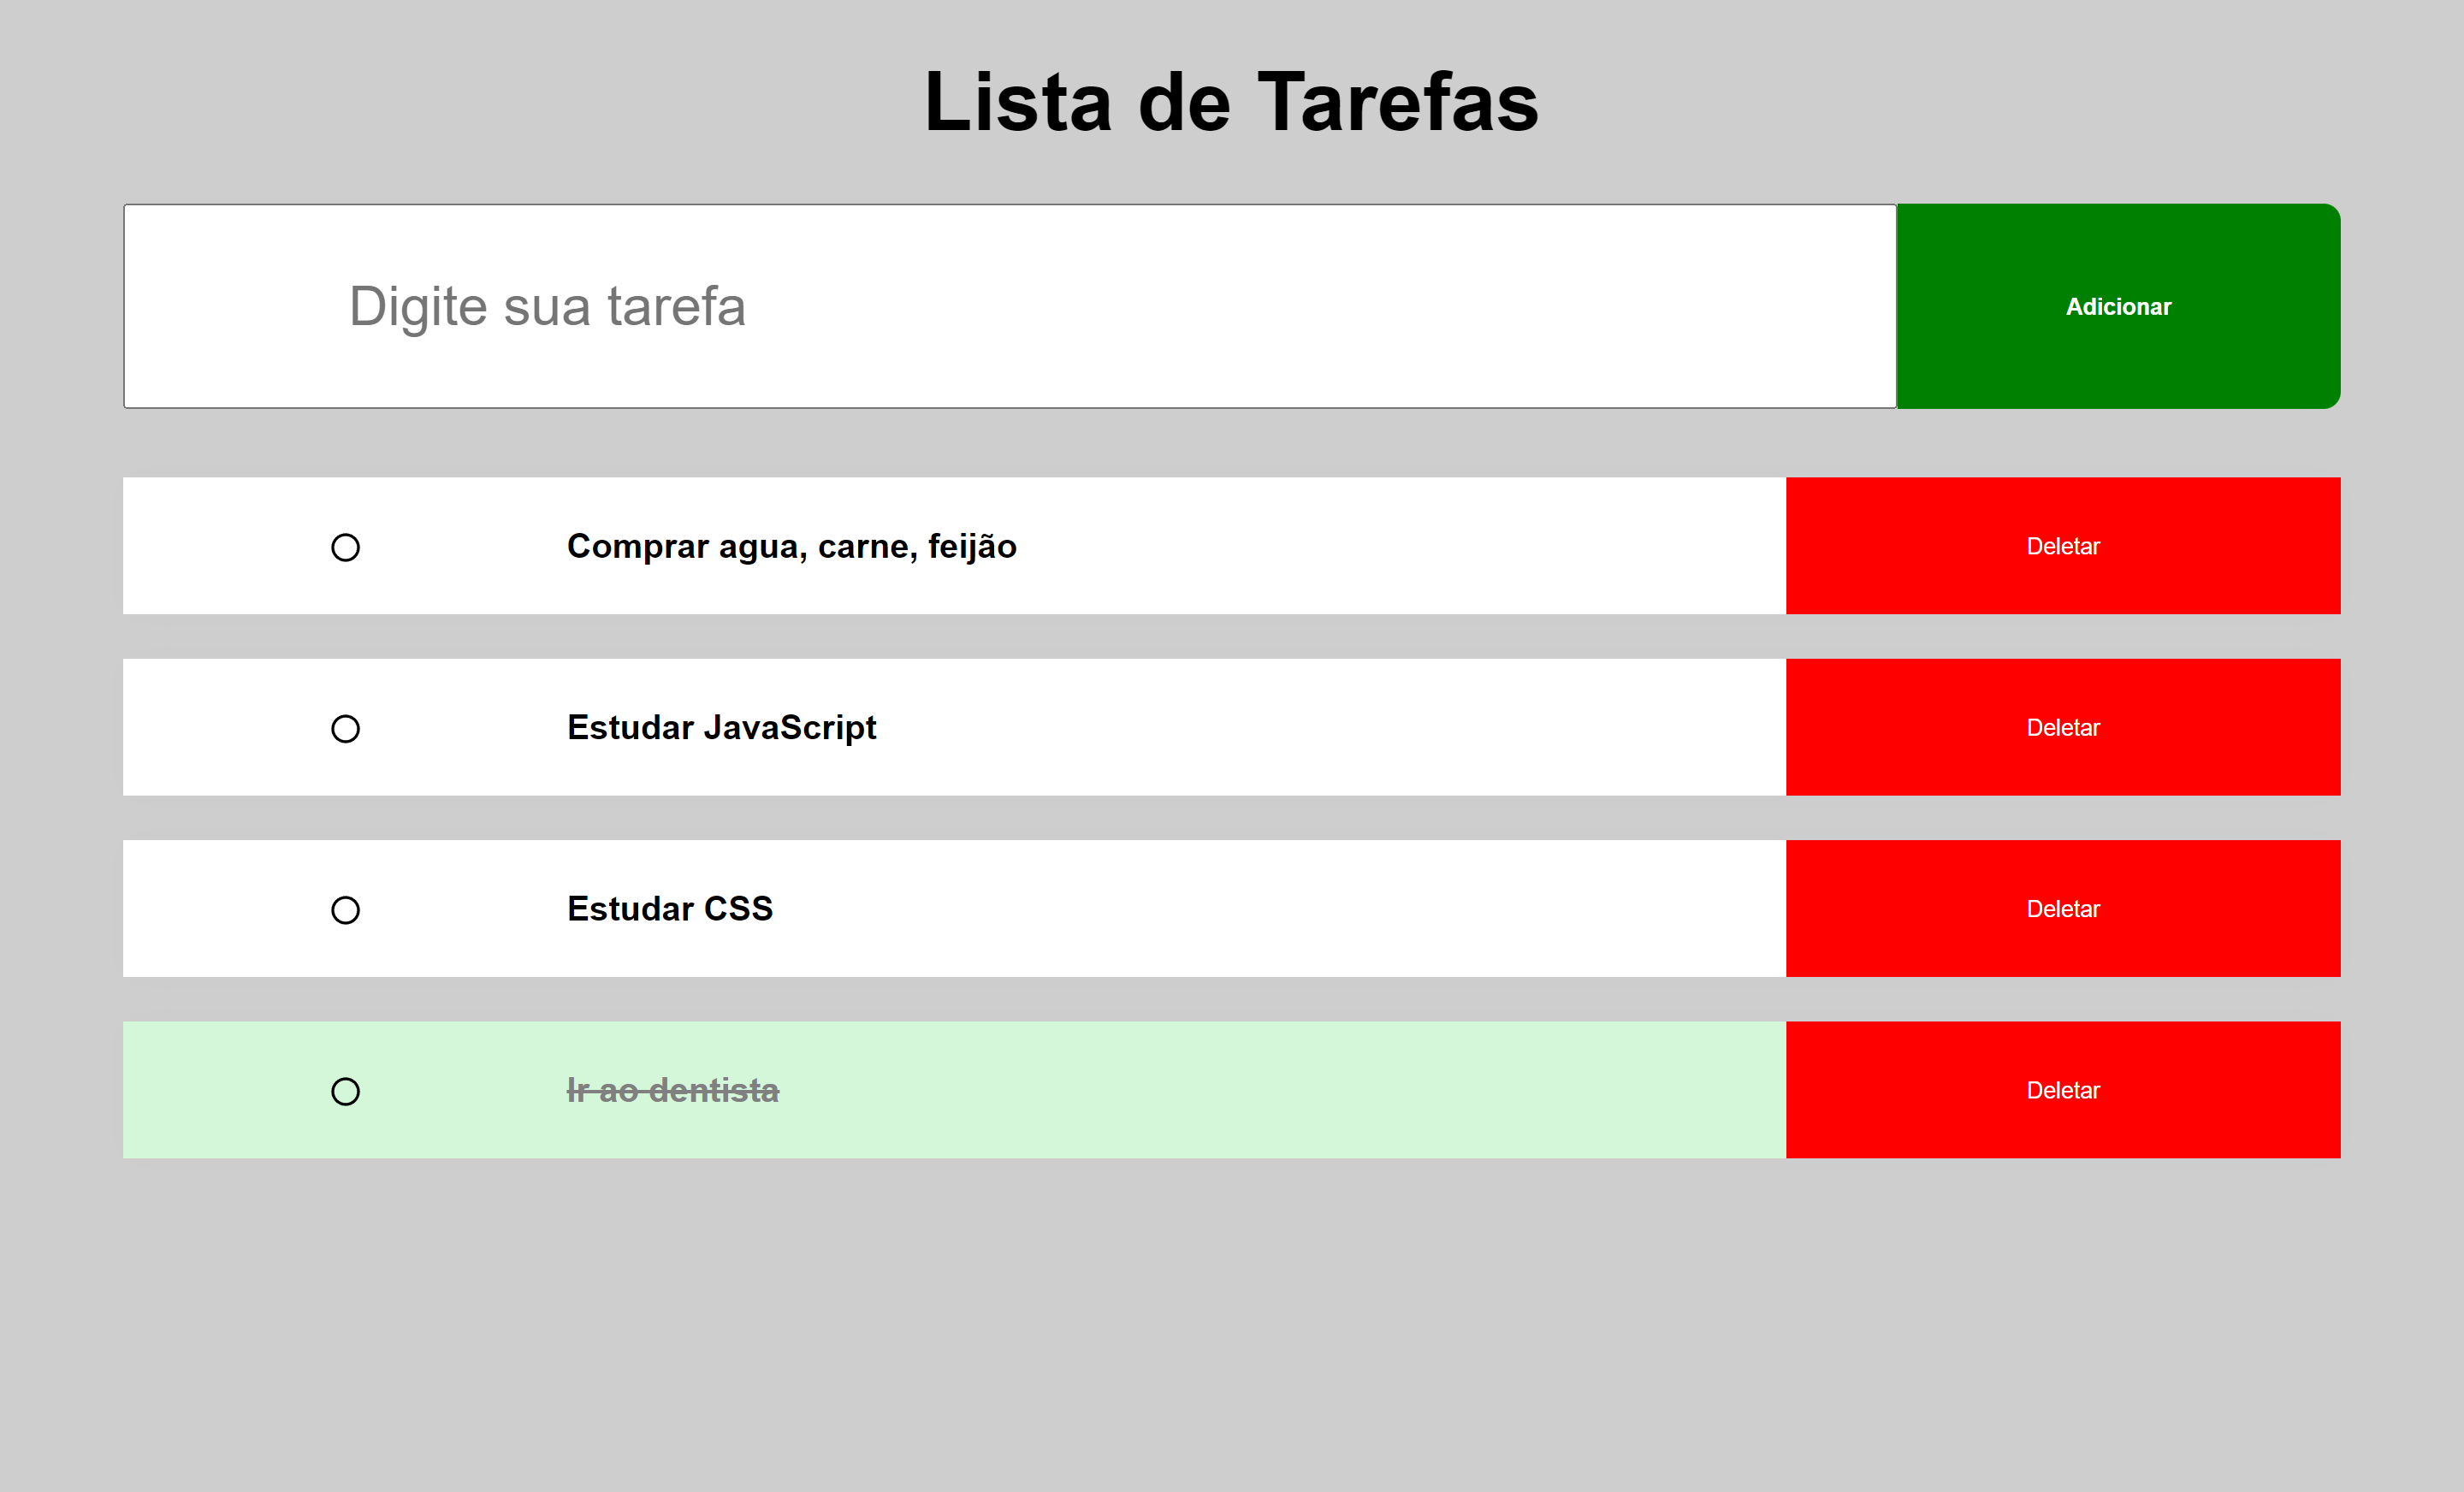 Lista de Tarefas
Digite sua tarefa
Adicionar
Comprar agua, carne, feijão
Deletar
Estudar JavaScript
Deletar
Estudar CSS
Deletar
Ir ao dentista
Deletar